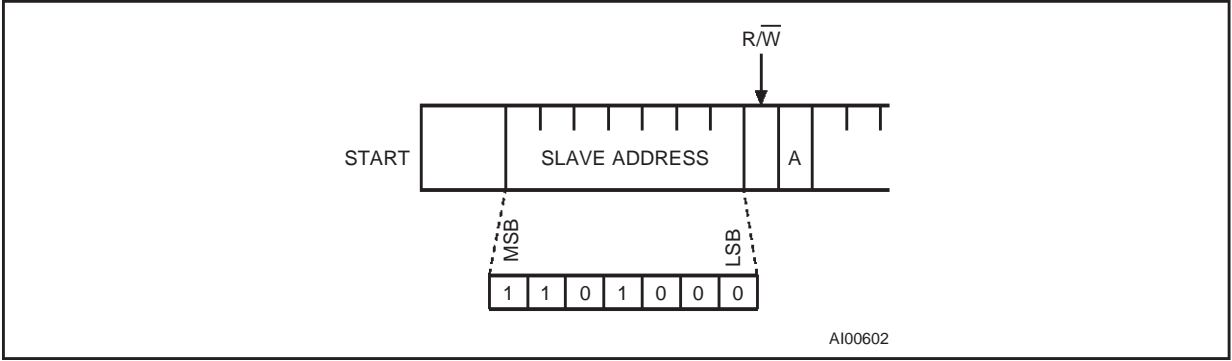 R/W̅
START
SLAVE ADDRESS
A
MSB
LSB
1 1 0 1 0 0 0
AI00602